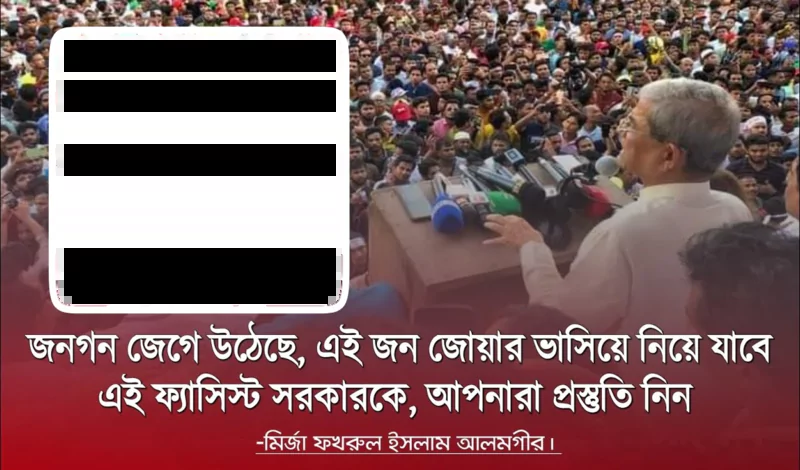 জনগন জেগে উঠেছে, এই জন জোয়ার ভাসিয়ে নিয়ে যাবে
এই ফ্যাসিস্ট সরকারকে, আপনারা প্রস্তুতি নিন
-মির্জা ফখরুল ইসলাম আলমগীর।